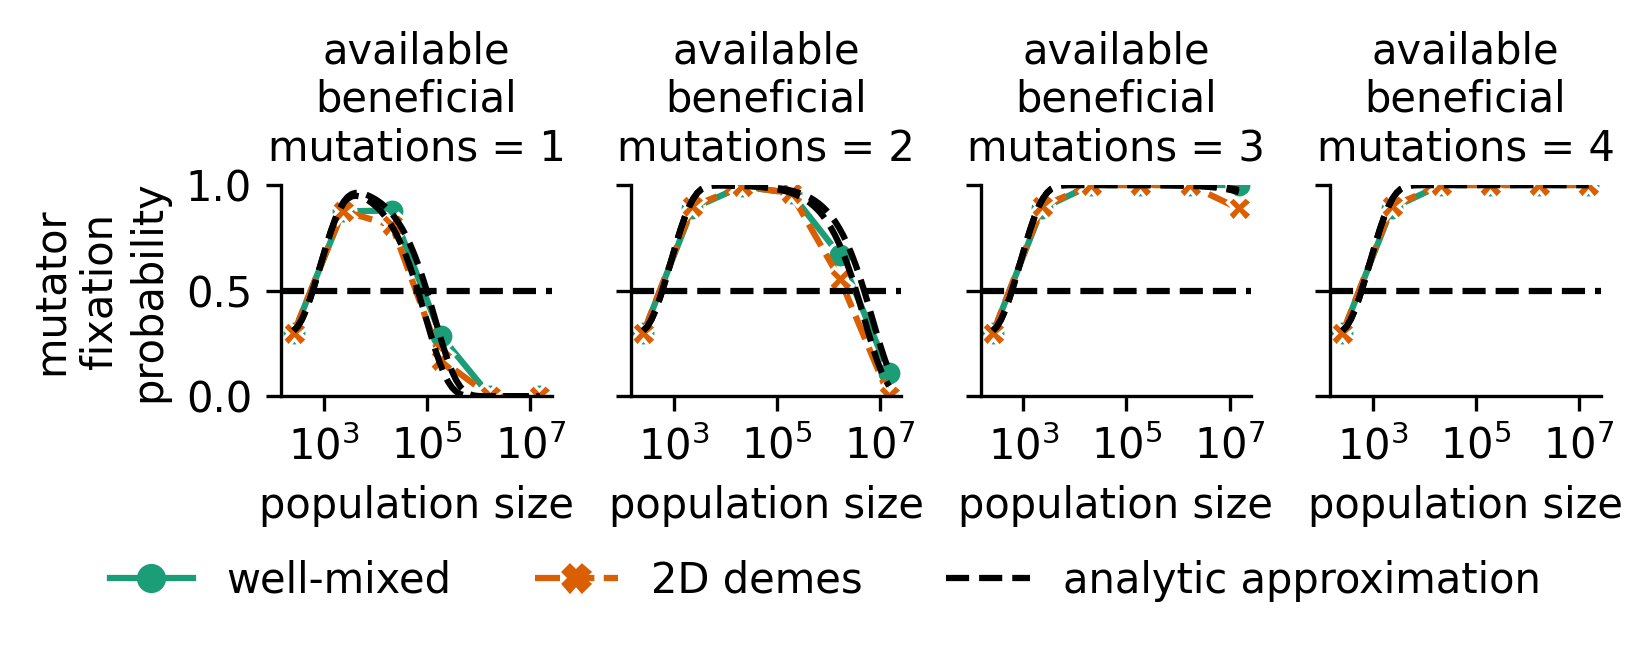 available
beneficial
mutations = 1
available
beneficial
mutations = 2
available
beneficial
mutations = 3
available
beneficial
mutations = 4
mutator
fixation
probability
1.0
0.5
0.0
10³ 10⁵ 10⁷
10³ 10⁵ 10⁷
10³ 10⁵ 10⁷
10³ 10⁵ 10⁷
population size
population size
population size
population size
well-mixed
2D demes
analytic approximation